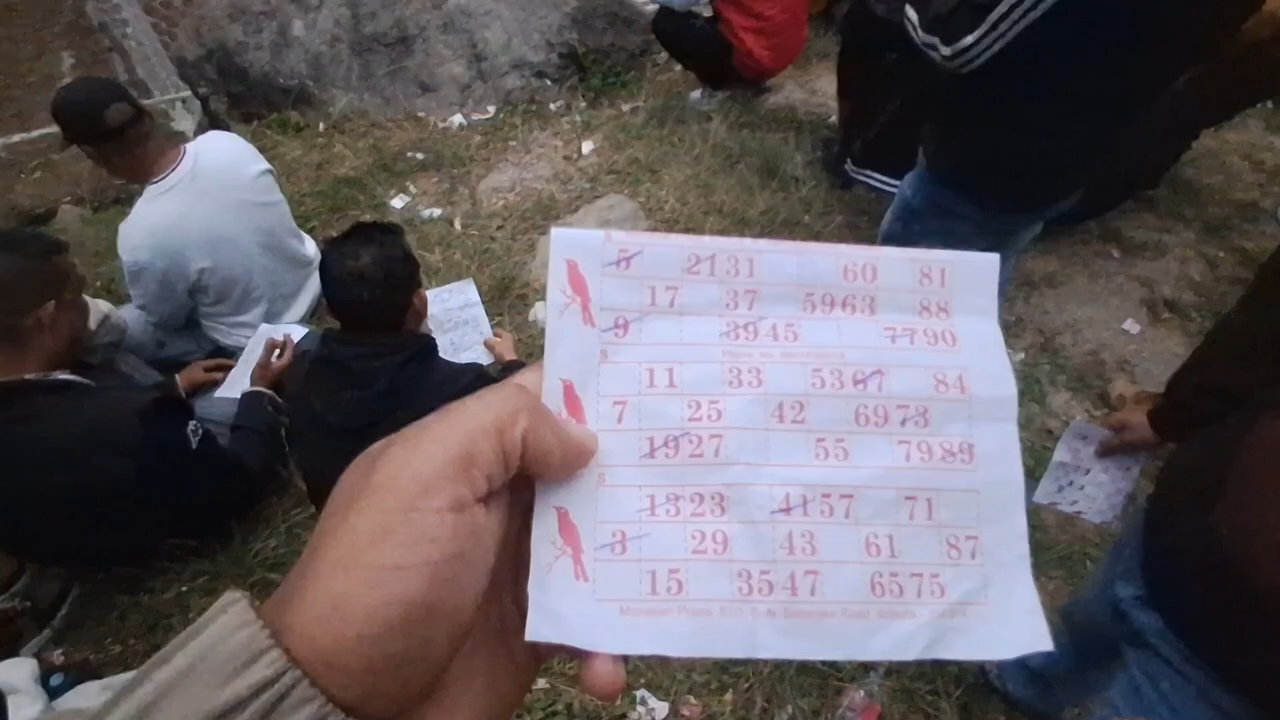 5 21 31 60 81
17 37 59 63 88
9 39 45 77 90
S
11 33 53 67 84
7 25 42 69 73
19 27 55 79 89
S
13 23 41 57 71
3 29 43 61 87
15 35 47 65 75